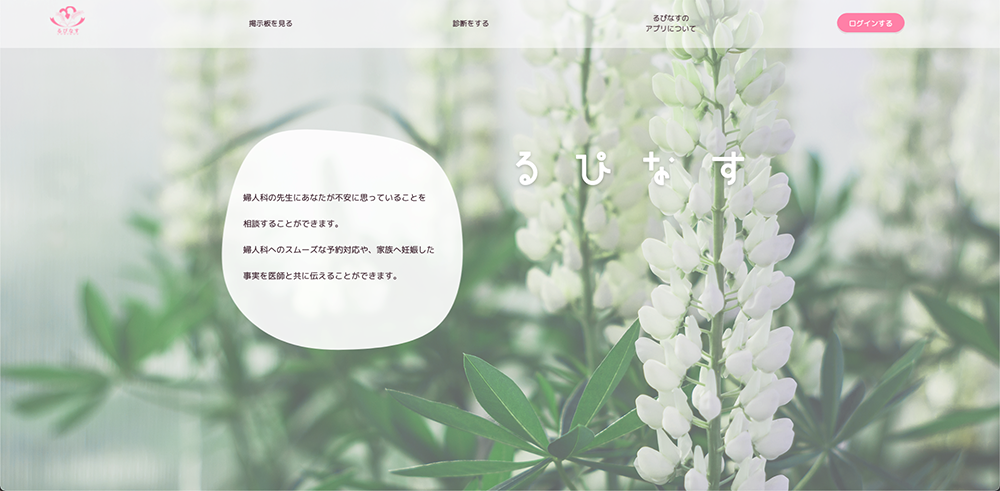 るぴなす
掲示板を見る
診断をする
るぴなすの
アプリについて
ログインする
るぴなす
婦人科の先生にあなたが不安に思っていることを
相談することができます。
婦人科へのスムーズな予約対応や、家族へ妊娠した
事実を医師と共に伝えることができます。